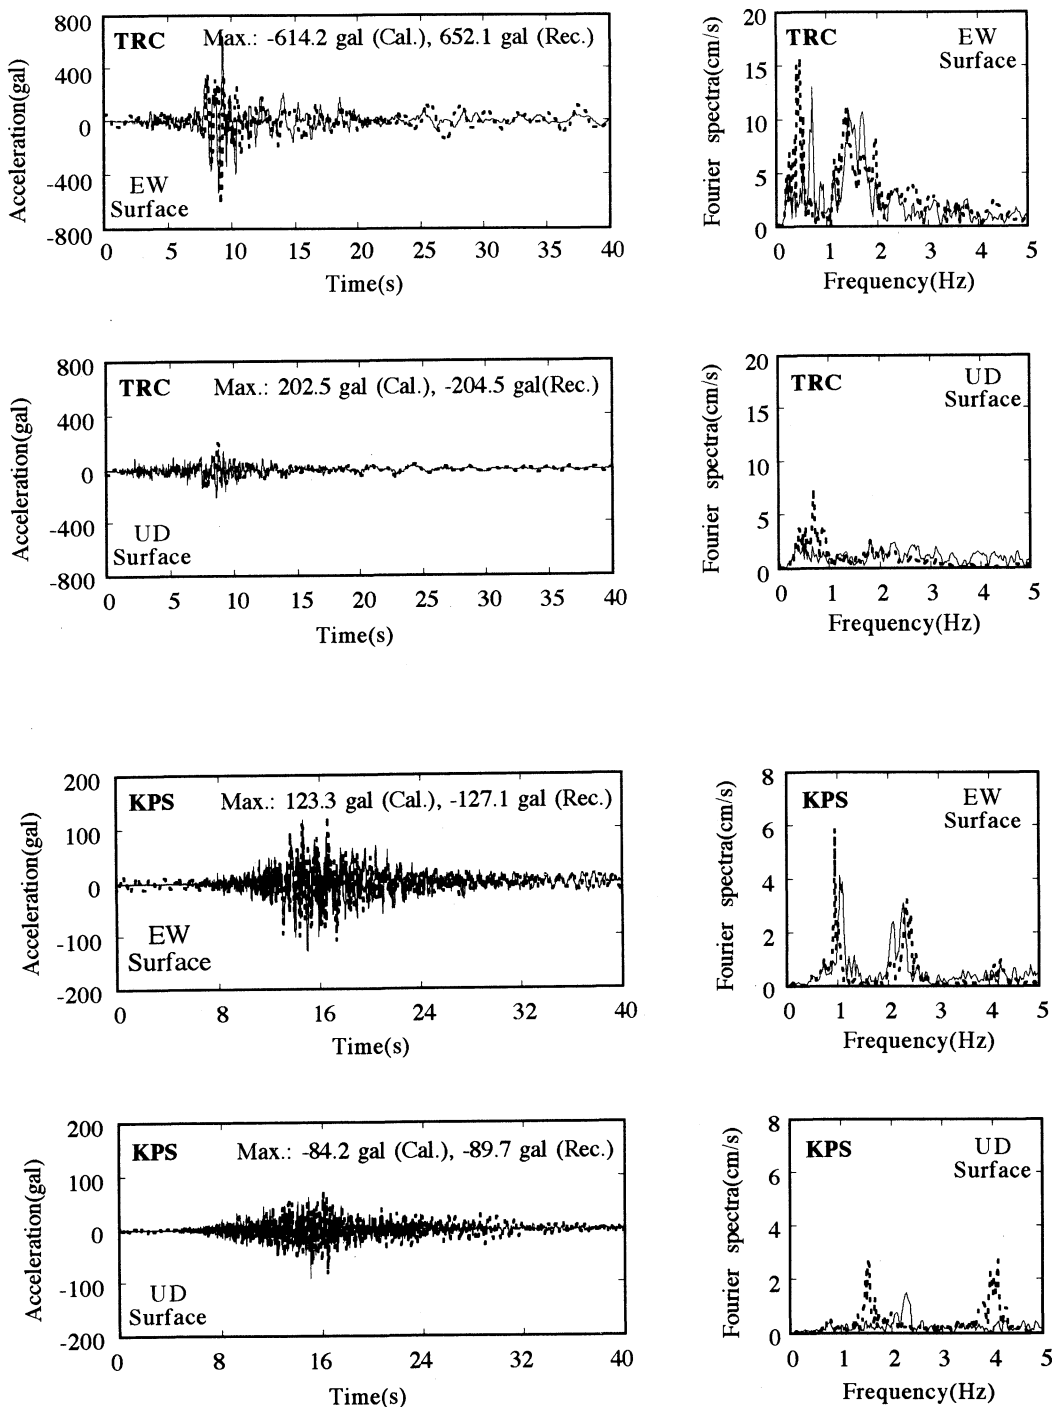 TRC Max.: -614.2 gal (Cal.), 652.1 gal (Rec.)
Acceleration(gal)
800
400
0
-400
-800
EW
Surface
0 5 10 15 20 25 30 35 40
Time(s)
TRC EW
Surface
Fourier spectra(cm/s)
20
15
10
5
0
0 1 2 3 4 5
Frequency(Hz)
TRC Max.: 202.5 gal (Cal.), -204.5 gal(Rec.)
Acceleration(gal)
800
400
0
-400
-800
UD
Surface
0 5 10 15 20 25 30 35 40
Time(s)
TRC UD
Surface
Fourier spectra(cm/s)
20
15
10
5
0
0 1 2 3 4 5
Frequency(Hz)
KPS Max.: 123.3 gal (Cal.), -127.1 gal (Rec.)
Acceleration(gal)
200
100
0
-100
-200
EW
Surface
0 8 16 24 32 40
Time(s)
KPS EW
Surface
Fourier spectra(cm/s)
8
6
4
2
0
0 1 2 3 4 5
Frequency(Hz)
KPS Max.: -84.2 gal (Cal.), -89.7 gal (Rec.)
Acceleration(gal)
200
100
0
-100
-200
UD
Surface
0 8 16 24 32 40
Time(s)
KPS UD
Surface
Fourier spectra(cm/s)
8
6
4
2
0
0 1 2 3 4 5
Frequency(Hz)